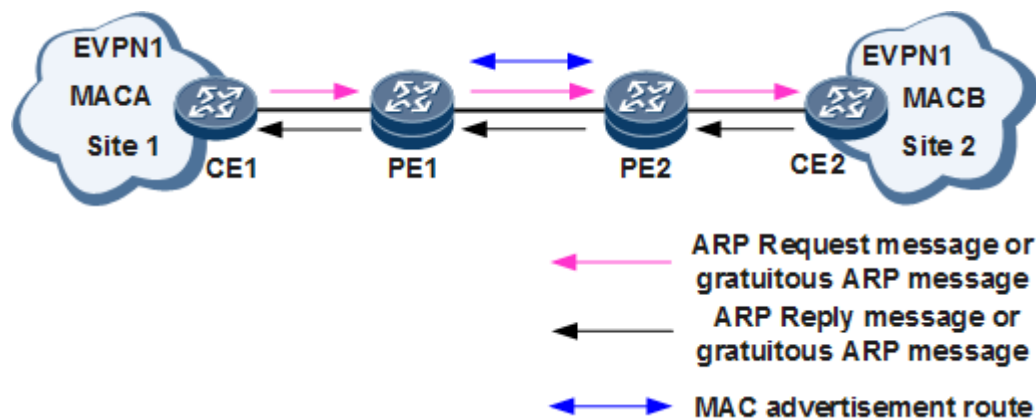 EVPN1
MACA
Site 1
CE1
PE1
PE2
CE2
EVPN1
MACB
Site 2
ARP Request message or
gratuitous ARP message
ARP Reply message or
gratuitous ARP message
MAC advertisement route